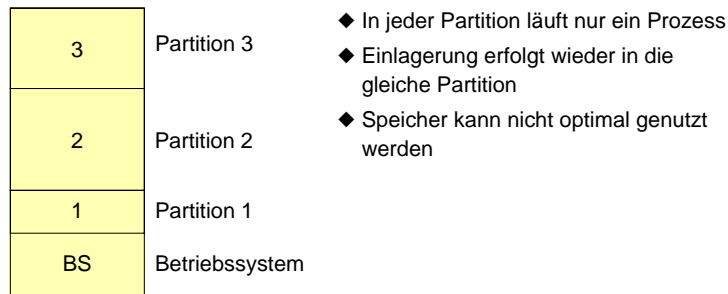 3
Partition 3
2
Partition 2
1
Partition 1
BS
Betriebssystem
◆ In jeder Partition läuft nur ein Prozess
◆ Einlagerung erfolgt wieder in die
gleiche Partition
◆ Speicher kann nicht optimal genutzt
werden